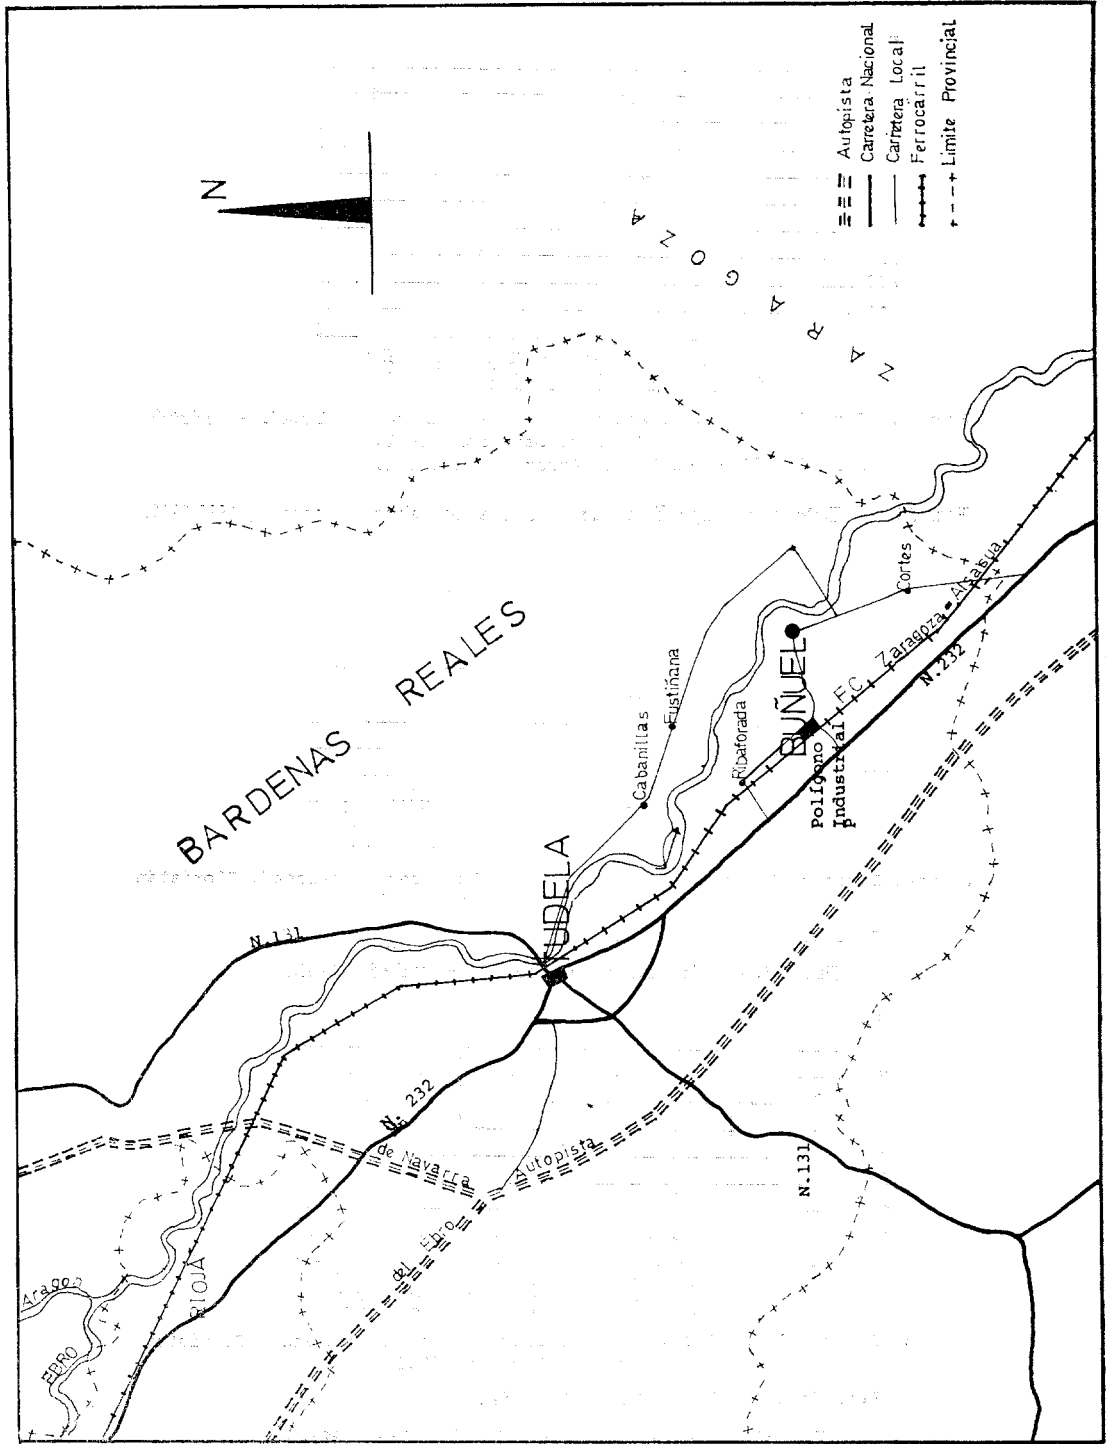 N
Autopista
Carretera Nacional
Carretera Local
Ferrocarril
Limite Provincial
ZARAGOZA
BARDENAS REALES
N.131
Aragon
EBRO
RIOJA
N. 232
de Navarra
Autopista
del Ebro
TUDELA
Cabanillas
Fustiñana
Ribaforada
BUÑUEL
Polígono
Industrial
P
F.C. Zaragoza - Alsasua
N.232
Cortes
N.131